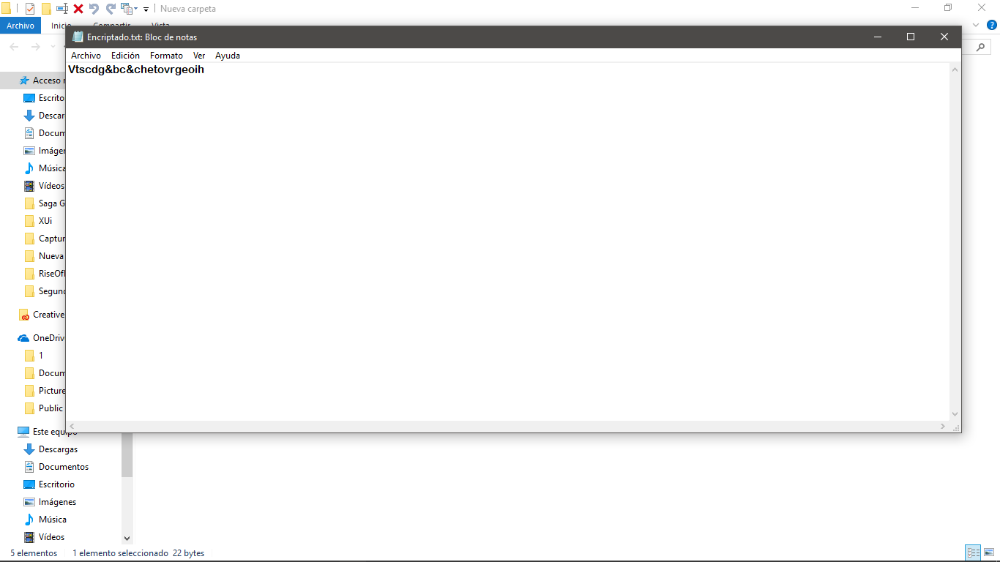 Nueva carpeta
Archivo
Inicio
Compartir
Vista
Encriptado.txt: Bloc de notas
Archivo Edición Formato Ver Ayuda
Vtscdg&bc&chetovrgeoih
Acceso r
Escrito
Descar
Docum
Imáger
Música
Vídeos
Saga G
XUi
Captur
Nueva
RiseOf
Segund
Creative
OneDriv
1
Docum
Picture
Public
Este equipo
Descargas
Documentos
Escritorio
Imágenes
Música
Vídeos
5 elementos 1 elemento seleccionado 22 bytes